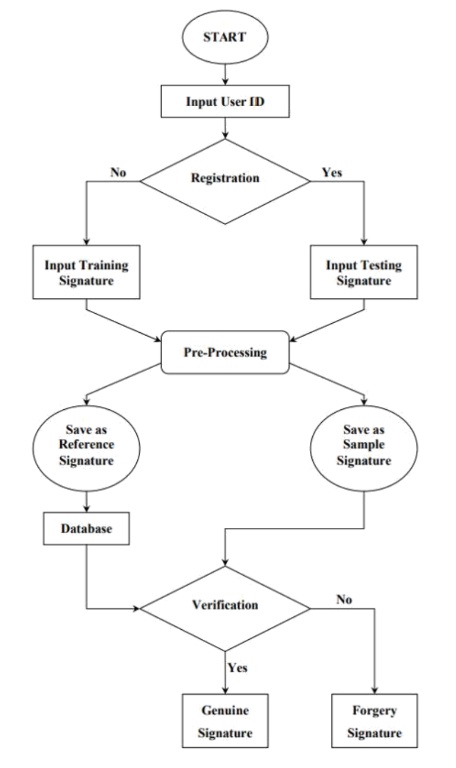 START
Input User ID
Registration
No
Yes
Input Training
Signature
Input Testing
Signature
Pre-Processing
Save as
Reference
Signature
Save as
Sample
Signature
Database
Verification
No
Yes
Genuine
Signature
Forgery
Signature